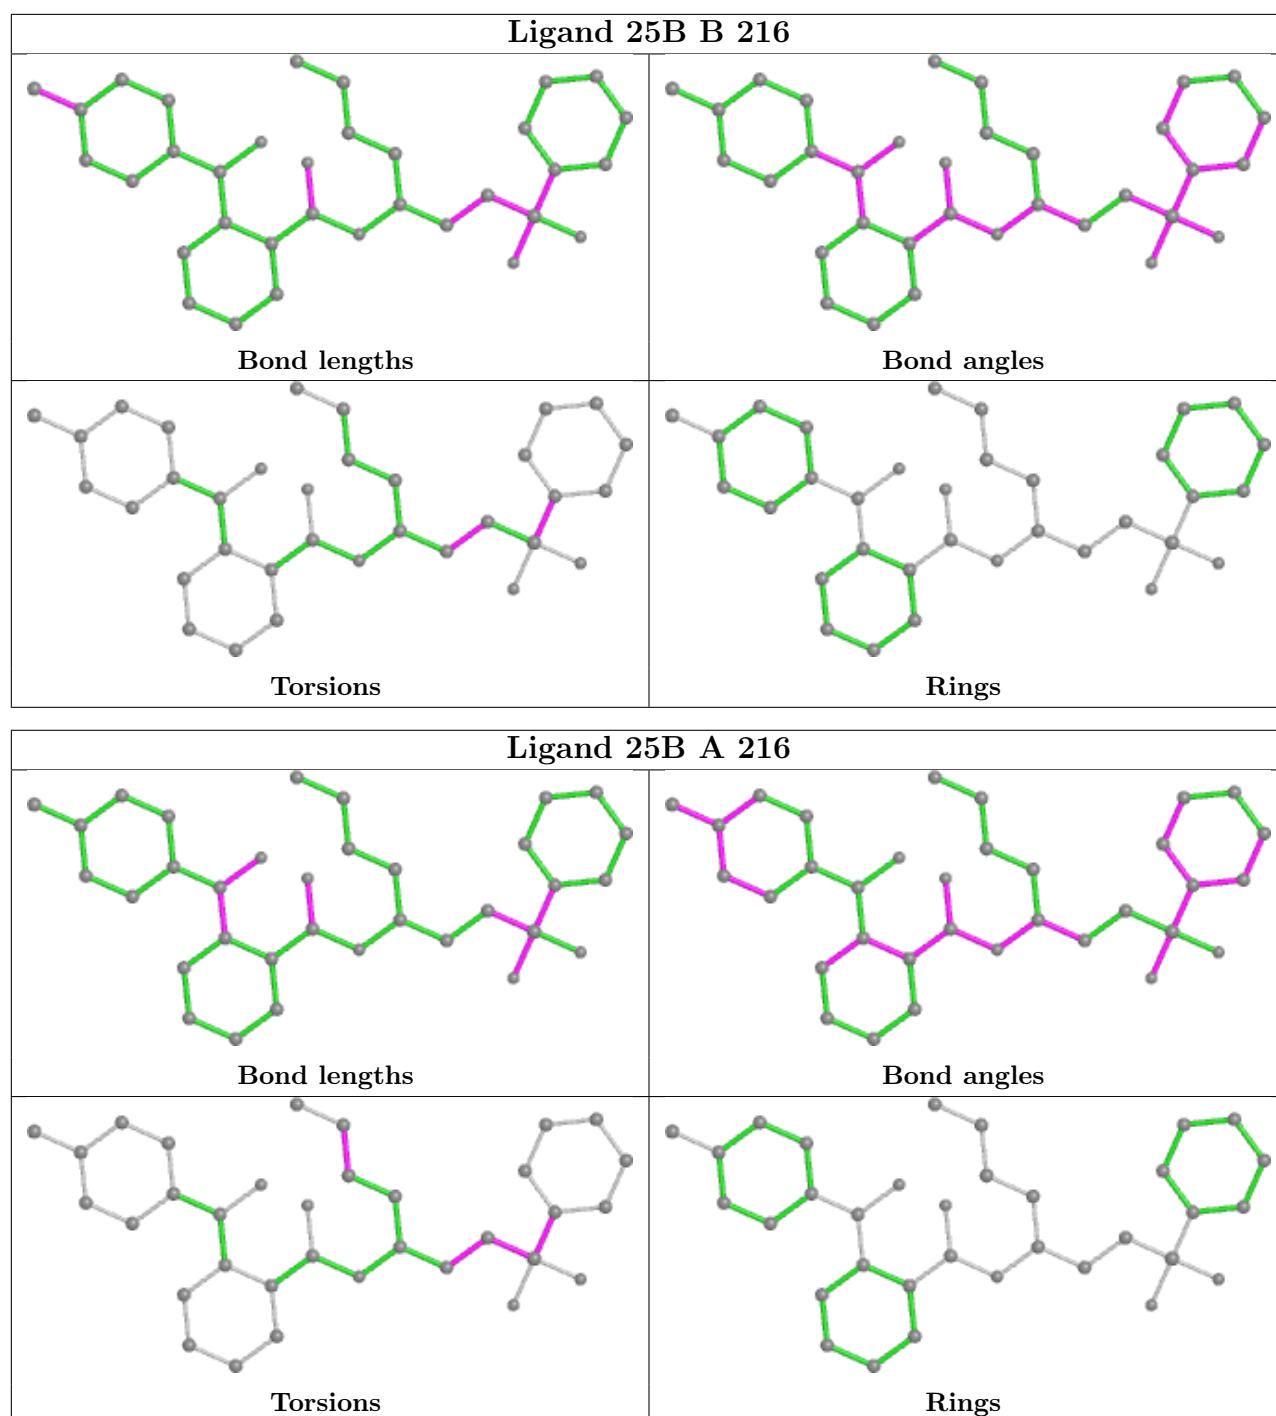 Ligand 25B B 216
Bond lengths
Bond angles
Torsions
Rings
Ligand 25B A 216
Bond lengths
Bond angles
Torsions
Rings